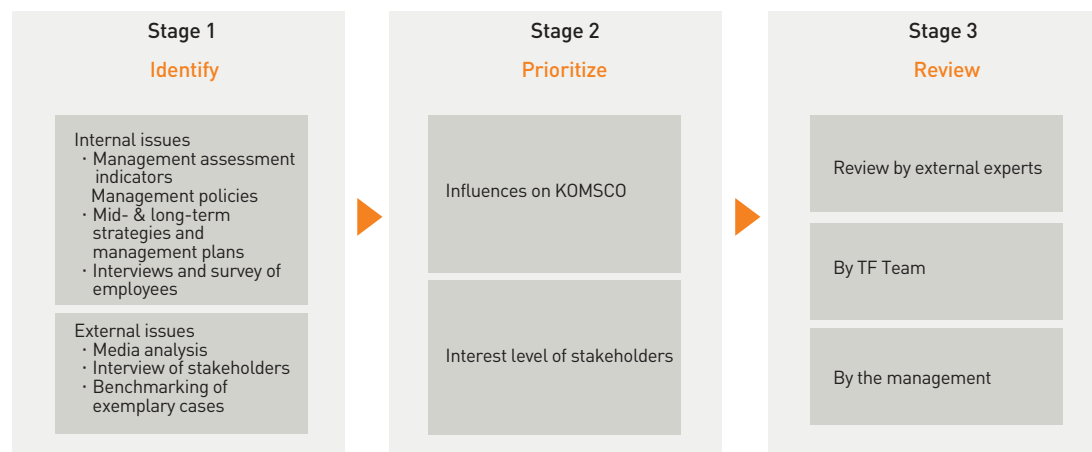 Stage 1
Identify
Internal issues
· Management assessment
indicators
Management policies
· Mid- & long-term
strategies and
management plans
· Interviews and survey of
employees
External issues
· Media analysis
· Interview of stakeholders
· Benchmarking of
exemplary cases
Stage 2
Prioritize
Influences on KOMSCO
Interest level of stakeholders
Stage 3
Review
Review by external experts
By TF Team
By the management